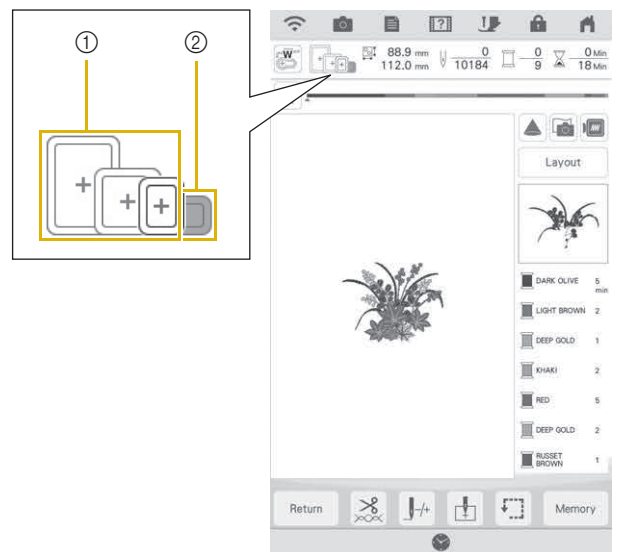 ① ②
W
88.9 mm
112.0 mm
0
10184
0
9
0 Min
18 Min
Layout
DARK OLIVE 5 min
LIGHT BROWN 2
DEEP GOLD 1
KHAKI 2
RED 5
DEEP GOLD 2
RUSSET
BROWN 1
Return
-/+
Memory